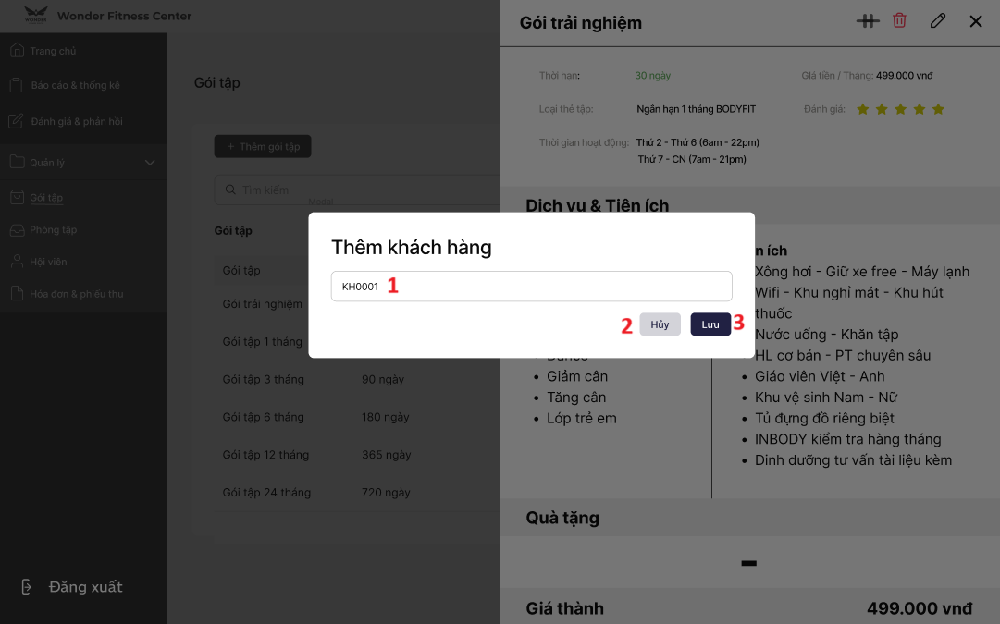 WONDER
Wonder Fitness Center
Trang chủ
Báo cáo & thống kê
Đánh giá & phản hồi
Quản lý
Gói tập
Phòng tập
Hội viên
Hóa đơn & phiếu thu
Đăng xuất
Gói tập
+ Thêm gói tập
Tìm kiếm
Modal
Gói tập
Gói tập
Gói trải nghiệm
Gói tập 1 tháng
Gói tập 3 tháng 90 ngày
Gói tập 6 tháng 180 ngày
Gói tập 12 tháng 365 ngày
Gói tập 24 tháng 720 ngày
Thêm khách hàng
KH0001 1
2 Hủy Lưu 3
Gói trải nghiệm
Thời hạn: 30 ngày Giá tiền / Tháng: 499.000 vnđ
Loại thẻ tập: Ngắn hạn 1 tháng BODYFIT Đánh giá:
Thời gian hoạt động: Thứ 2 - Thứ 6 (6am - 22pm)
Thứ 7 - CN (7am - 21pm)
Dịch vụ & Tiện ích
n ích
Xông hơi - Giữ xe free - Máy lạnh
Wifi - Khu nghỉ mát - Khu hút
thuốc
Nước uống - Khăn tập
HL cơ bản - PT chuyên sâu
• Giáo viên Việt - Anh
• Khu vệ sinh Nam - Nữ
• Tủ đựng đồ riêng biệt
• INBODY kiểm tra hàng tháng
• Dinh dưỡng tư vấn tài liệu kèm
Dance
• Giảm cân
• Tăng cân
• Lớp trẻ em
Quà tặng
-
Giá thành 499.000 vnđ